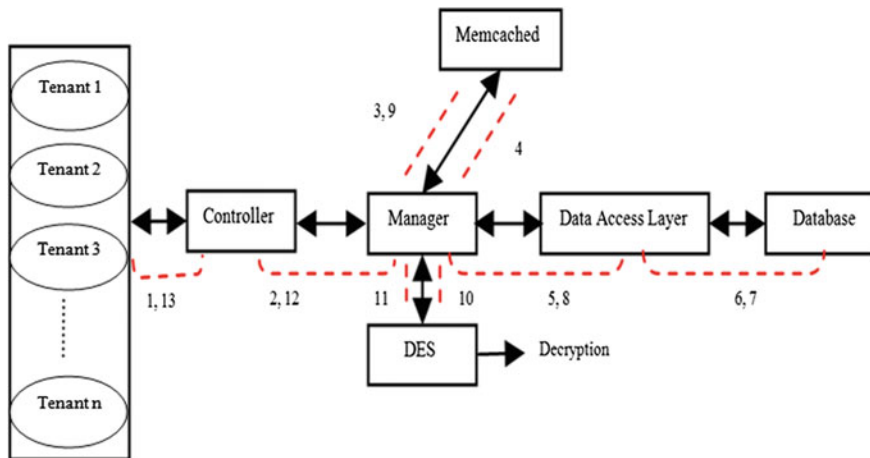 Memcached
Tenant 1
3, 9
4
Tenant 2
Controller
Manager
Data Access Layer
Database
Tenant 3
1, 13
2, 12
11
10
5, 8
6, 7
DES
Decryption
Tenant n